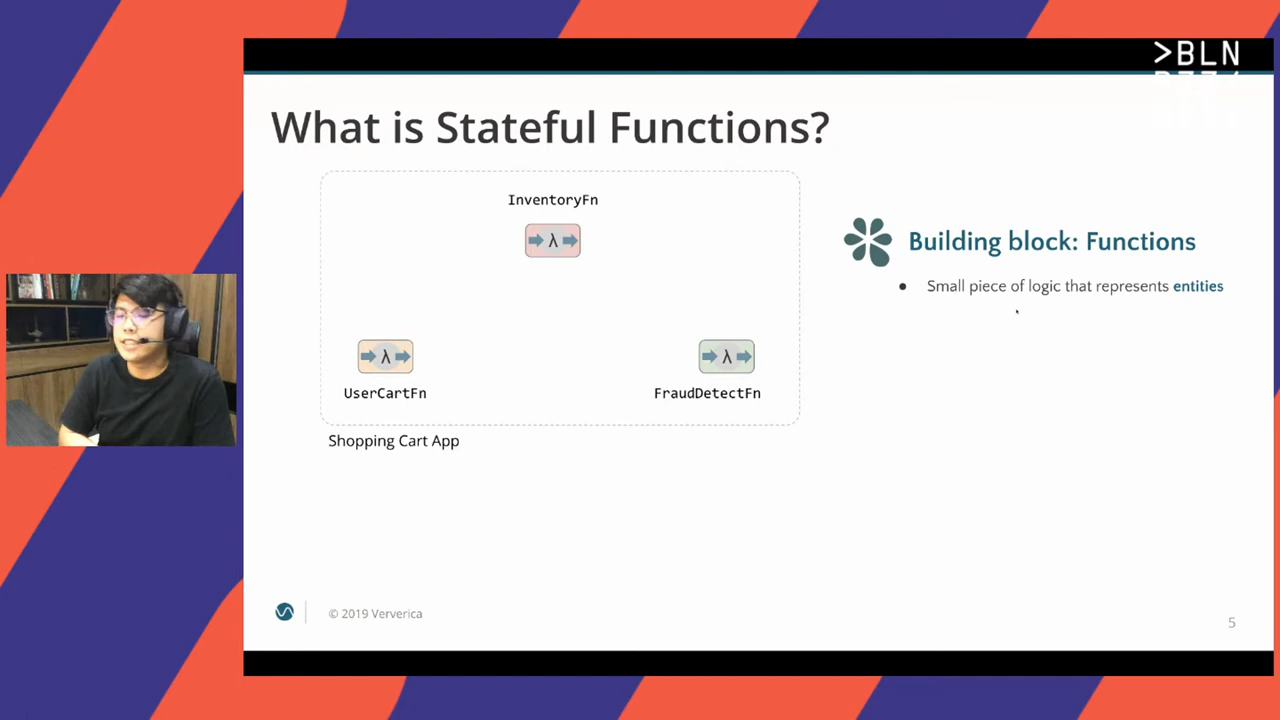 >BLN
What is Stateful Functions?
InventoryFn
λ
Building block: Functions
Small piece of logic that represents entities
λ
λ
UserCartFn
FraudDetectFn
Shopping Cart App
© 2019 Ververica
5